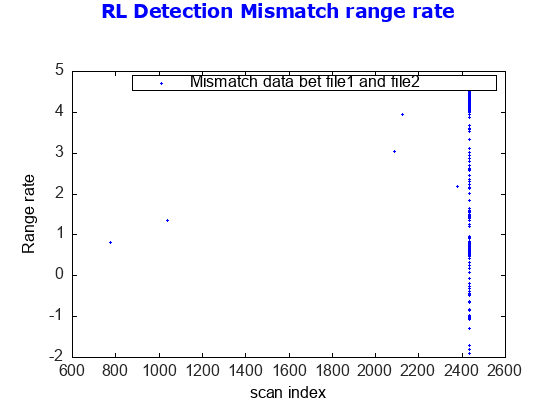 RL Detection Mismatch range rate
Mismatch data bet file1 and file2
5
4
3
2
1
0
-1
-2
Range rate
600 800 1000 1200 1400 1600 1800 2000 2200 2400 2600
scan index